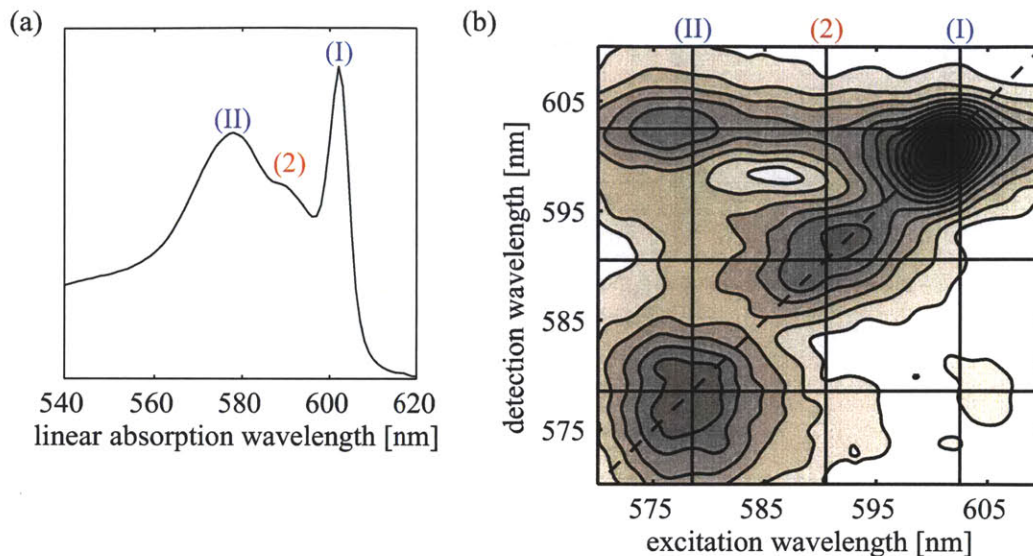 (a)
(I)
(II)
(2)
540 560 580 600 620
linear absorption wavelength [nm]
(b)
(II) (2) (I)
605
595
585
575
detection wavelength [nm]
575 585 595 605
excitation wavelength [nm]